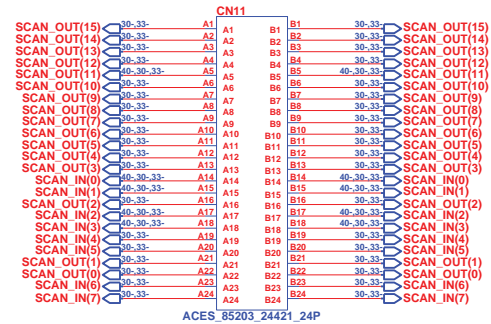 CN11
SCAN_OUT(15) 30-,33- A1 A1 B1 B1 30-,33- SCAN_OUT(15)
SCAN_OUT(14) 30-,33- A2 A2 B2 B2 30-,33- SCAN_OUT(14)
SCAN_OUT(13) 30-,33- A3 A3 B3 B3 30-,33- SCAN_OUT(13)
SCAN_OUT(12) 30-,33- A4 A4 B4 B4 30-,33- SCAN_OUT(12)
SCAN_OUT(11) 40-,30-,33- A5 A5 B5 B5 40-,30-,33- SCAN_OUT(11)
SCAN_OUT(10) 30-,33- A6 A6 B6 B6 30-,33- SCAN_OUT(10)
SCAN_OUT(9) 30-,33- A7 A7 B7 B7 30-,33- SCAN_OUT(9)
SCAN_OUT(8) 30-,33- A8 A8 B8 B8 30-,33- SCAN_OUT(8)
SCAN_OUT(7) 30-,33- A9 A9 B9 B9 30-,33- SCAN_OUT(7)
SCAN_OUT(6) 30-,33- A10 A10 B10 B10 30-,33- SCAN_OUT(6)
SCAN_OUT(5) 30-,33- A11 A11 B11 B11 30-,33- SCAN_OUT(5)
SCAN_OUT(4) 30-,33- A12 A12 B12 B12 30-,33- SCAN_OUT(4)
SCAN_OUT(3) 30-,33- A13 A13 B13 B13 30-,33- SCAN_OUT(3)
SCAN_IN(0) 40-,30-,33- A14 A14 B14 B14 40-,30-,33- SCAN_IN(0)
SCAN_IN(1) 40-,30-,33- A15 A15 B15 B15 40-,30-,33- SCAN_IN(1)
SCAN_OUT(2) 30-,33- A16 A16 B16 B16 30-,33- SCAN_OUT(2)
SCAN_IN(2) 40-,30-,33- A17 A17 B17 B17 40-,30-,33- SCAN_IN(2)
SCAN_IN(3) 40-,30-,33- A18 A18 B18 B18 40-,30-,33- SCAN_IN(3)
SCAN_IN(4) 30-,33- A19 A19 B19 B19 30-,33- SCAN_IN(4)
SCAN_IN(5) 30-,33- A20 A20 B20 B20 30-,33- SCAN_IN(5)
SCAN_OUT(1) 30-,33- A21 A21 B21 B21 30-,33- SCAN_OUT(1)
SCAN_OUT(0) 30-,33- A22 A22 B22 B22 30-,33- SCAN_OUT(0)
SCAN_IN(6) 30-,33- A23 A23 B23 B23 30-,33- SCAN_IN(6)
SCAN_IN(7) 30-,33- A24 A24 B24 B24 30-,33- SCAN_IN(7)
ACES_85203_24421_24P